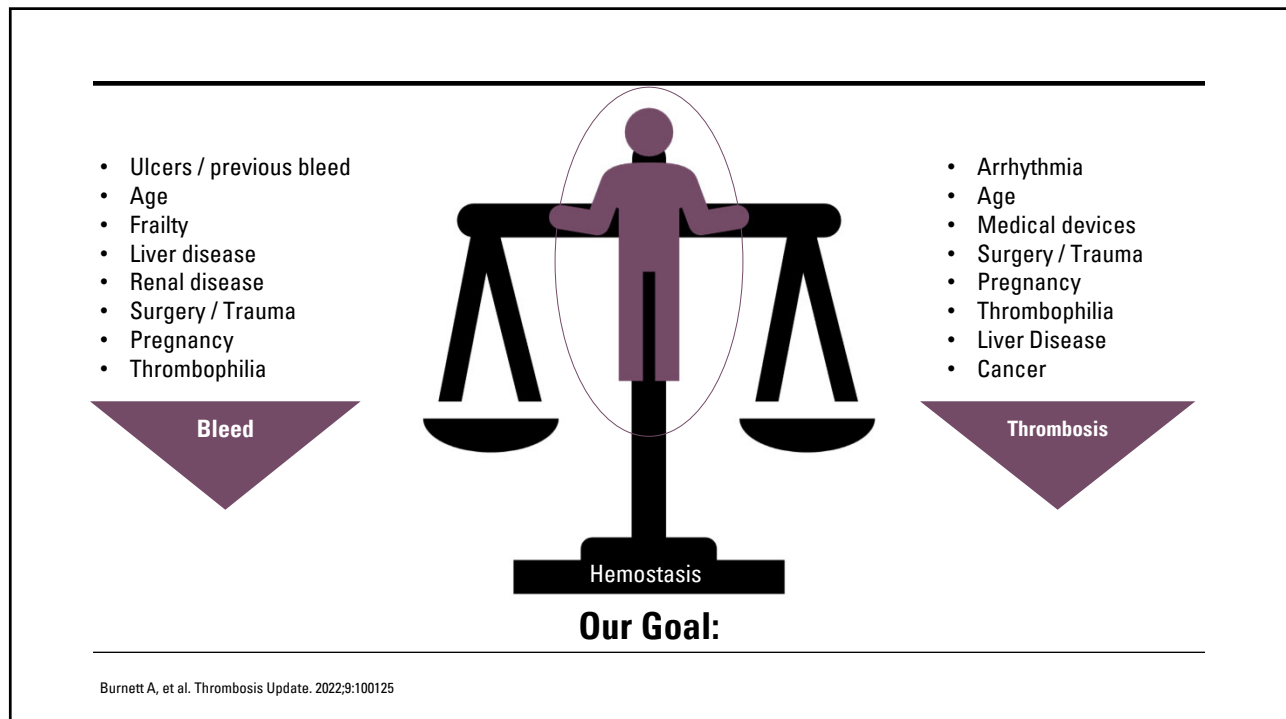 • Ulcers / previous bleed
• Age
• Frailty
• Liver disease
• Renal disease
• Surgery / Trauma
• Pregnancy
• Thrombophilia
Bleed
• Arrhythmia
• Age
• Medical devices
• Surgery / Trauma
• Pregnancy
• Thrombophilia
• Liver Disease
• Cancer
Thrombosis
Hemostasis
Our Goal:
Burnett A, et al. Thrombosis Update. 2022;9:100125